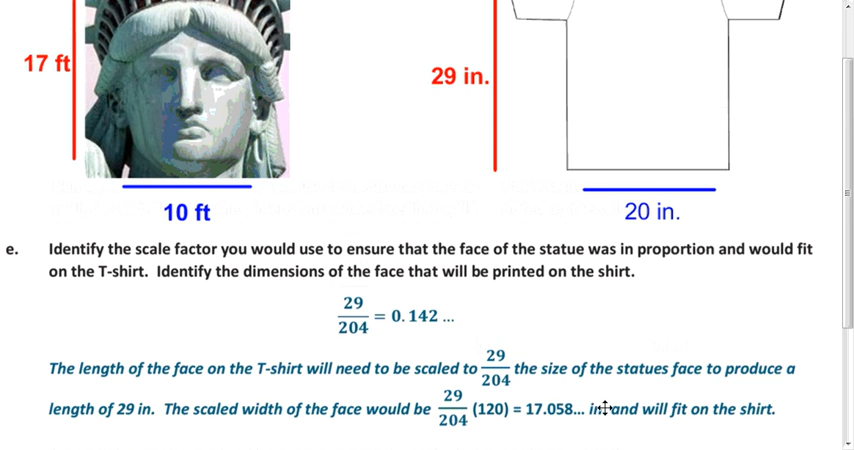 17 ft
29 in.
10 ft
20 in.
e. Identify the scale factor you would use to ensure that the face of the statue was in proportion and would fit
on the T-shirt. Identify the dimensions of the face that will be printed on the shirt.
29/204 = 0.142 ...
The length of the face on the T-shirt will need to be scaled to 29/204 the size of the statues face to produce a
length of 29 in. The scaled width of the face would be 29/204 (120) = 17.058... in and will fit on the shirt.